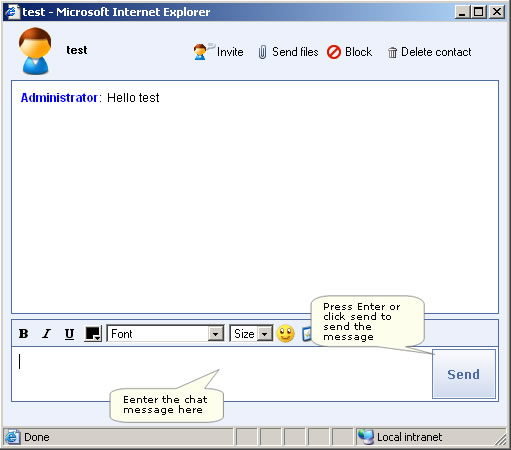 test - Microsoft Internet Explorer
test
Invite
Send files
Block
Delete contact
Administrator: Hello test
Press Enter or
click send to
send the
message
B I U
Font
Size
Send
Eenter the chat
message here
Done
Local intranet